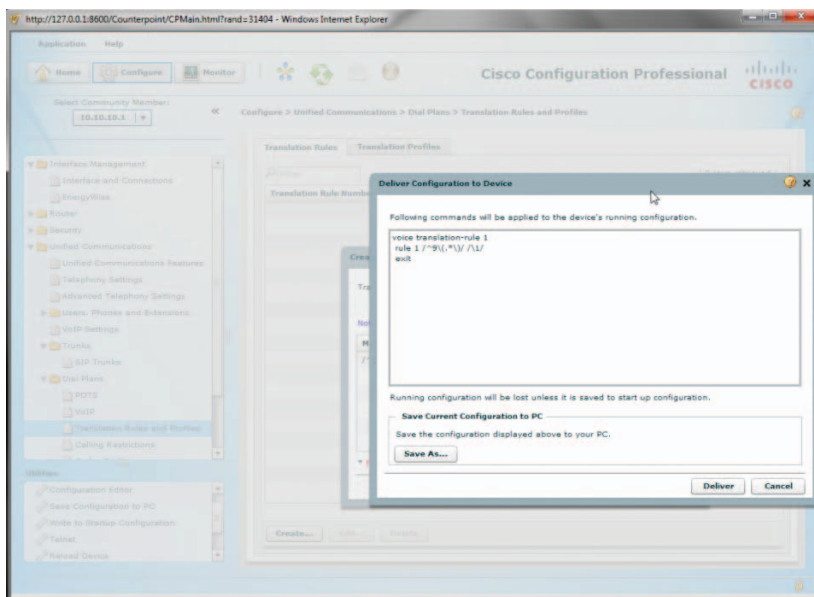 http://127.0.0.1:8600/Counterpoint/CPMain.html?rand=31404 - Windows Internet Explorer
Application Help
Home Configure Monitor
Cisco Configuration Professional
CISCO
Select Community Member:
10.10.10.1
Configure > Unified Communications > Dial Plans > Translation Rules and Profiles
Interface Management
Interface and Connections
EnergyWise
Router
Security
Unified Communications
Unified Communications Features
Telephony Settings
Advanced Telephony Settings
Users, Phones and Extensions
VoIP Settings
Trunks
SIP Trunks
Dial Plans
POTS
VoIP
Translation Rules and Profiles
Calling Restrictions
Utilities
Configuration Editor
Save Configuration to PC
Write to Startup Configuration
Telnet
Reload Device
Translation Rules Translation Profiles
Translation Rule Numb
Create... Edit... Delete
Crea
Tra
Not
Deliver Configuration to Device
Following commands will be applied to the device's running configuration.
voice translation-rule 1
rule 1 /^9\(.*\)/ /\1/
exit
Running configuration will be lost unless it is saved to start up configuration.
Save Current Configuration to PC
Save the configuration displayed above to your PC.
Save As...
Deliver Cancel